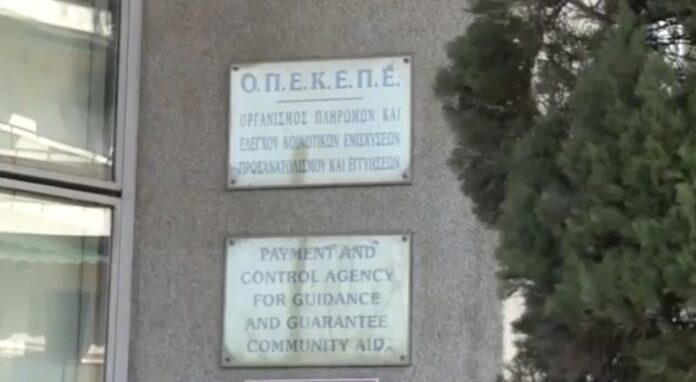 Ο.Π.Ε.Κ.Ε.Π.Ε.
ΟΡΓΑΝΙΣΜΟΣ ΠΛΗΡΩΜΩΝ ΚΑΙ
ΕΛΕΓΧΟΥ ΚΟΙΝΟΤΙΚΩΝ ΕΝΙΣΧΥΣΕΩΝ
ΠΡΟΣΑΝΑΤΟΛΙΣΜΟΥ ΚΑΙ ΕΓΓΥΗΣΕΩΝ
PAYMENT AND
CONTROL AGENCY
FOR GUIDANCE
AND GUARANTEE
COMMUNITY AID.